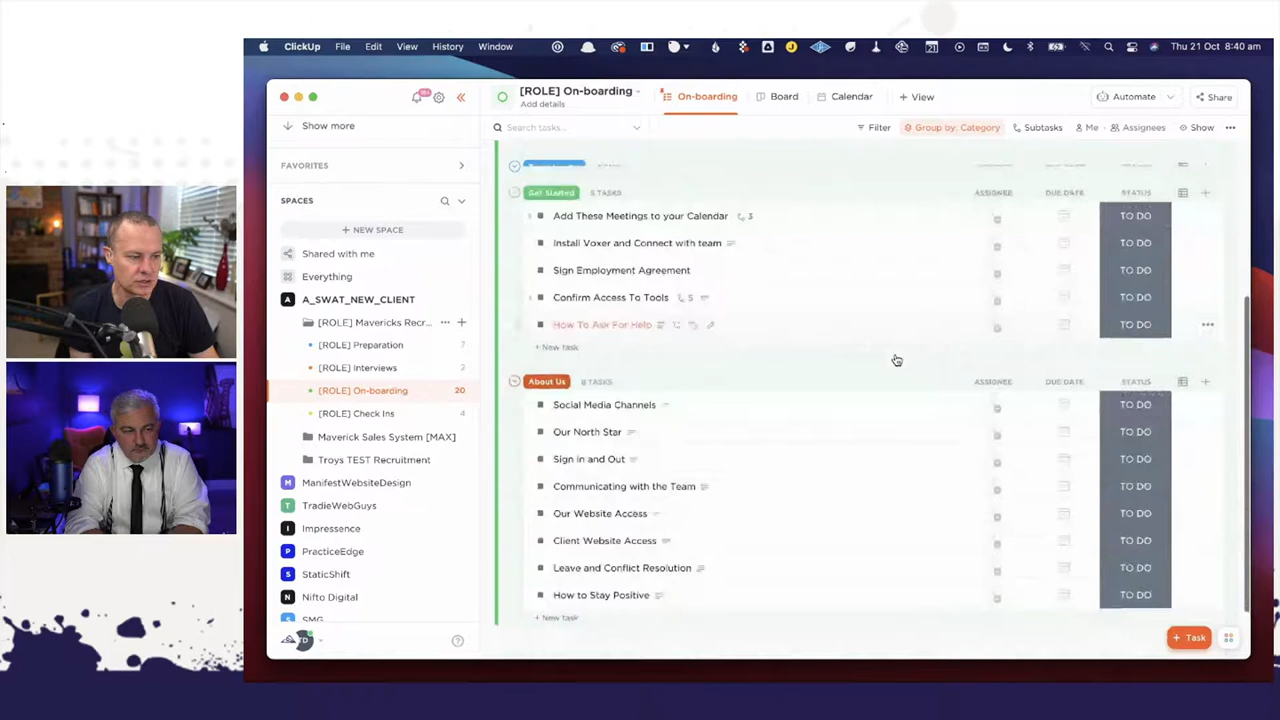 ClickUp File Edit View History Window Thu 21 Oct 8:40 am
[ROLE] On-boarding
Add details
On-boarding Board Calendar + View Automate Share
Show more
Search tasks... Filter Group by: Category Subtasks Me Assignees Show
FAVORITES
SPACES
+ NEW SPACE
Shared with me
Everything
A_SWAT_NEW_CLIENT
[ROLE] Mavericks Recr...
[ROLE] Preparation 7
[ROLE] Interviews 2
[ROLE] On-boarding 20
[ROLE] Check Ins 4
Maverick Sales System [MAX]
Troys TEST Recruitment
M ManifestWebsiteDesign
T TradieWebGuys
I Impressence
P PracticeEdge
S StaticShift
N Nifto Digital
SMG
TD
Get Started 5 TASKS ASSIGNEE DUE DATE STATUS
Add These Meetings to your Calendar 3 TO DO
Install Voxer and Connect with team TO DO
Sign Employment Agreement TO DO
Confirm Access To Tools 5 TO DO
How To Ask For Help TO DO
+ New task
About Us 8 TASKS ASSIGNEE DUE DATE STATUS
Social Media Channels TO DO
Our North Star TO DO
Sign in and Out TO DO
Communicating with the Team TO DO
Our Website Access TO DO
Client Website Access TO DO
Leave and Conflict Resolution TO DO
How to Stay Positive TO DO
+ New task
+ Task